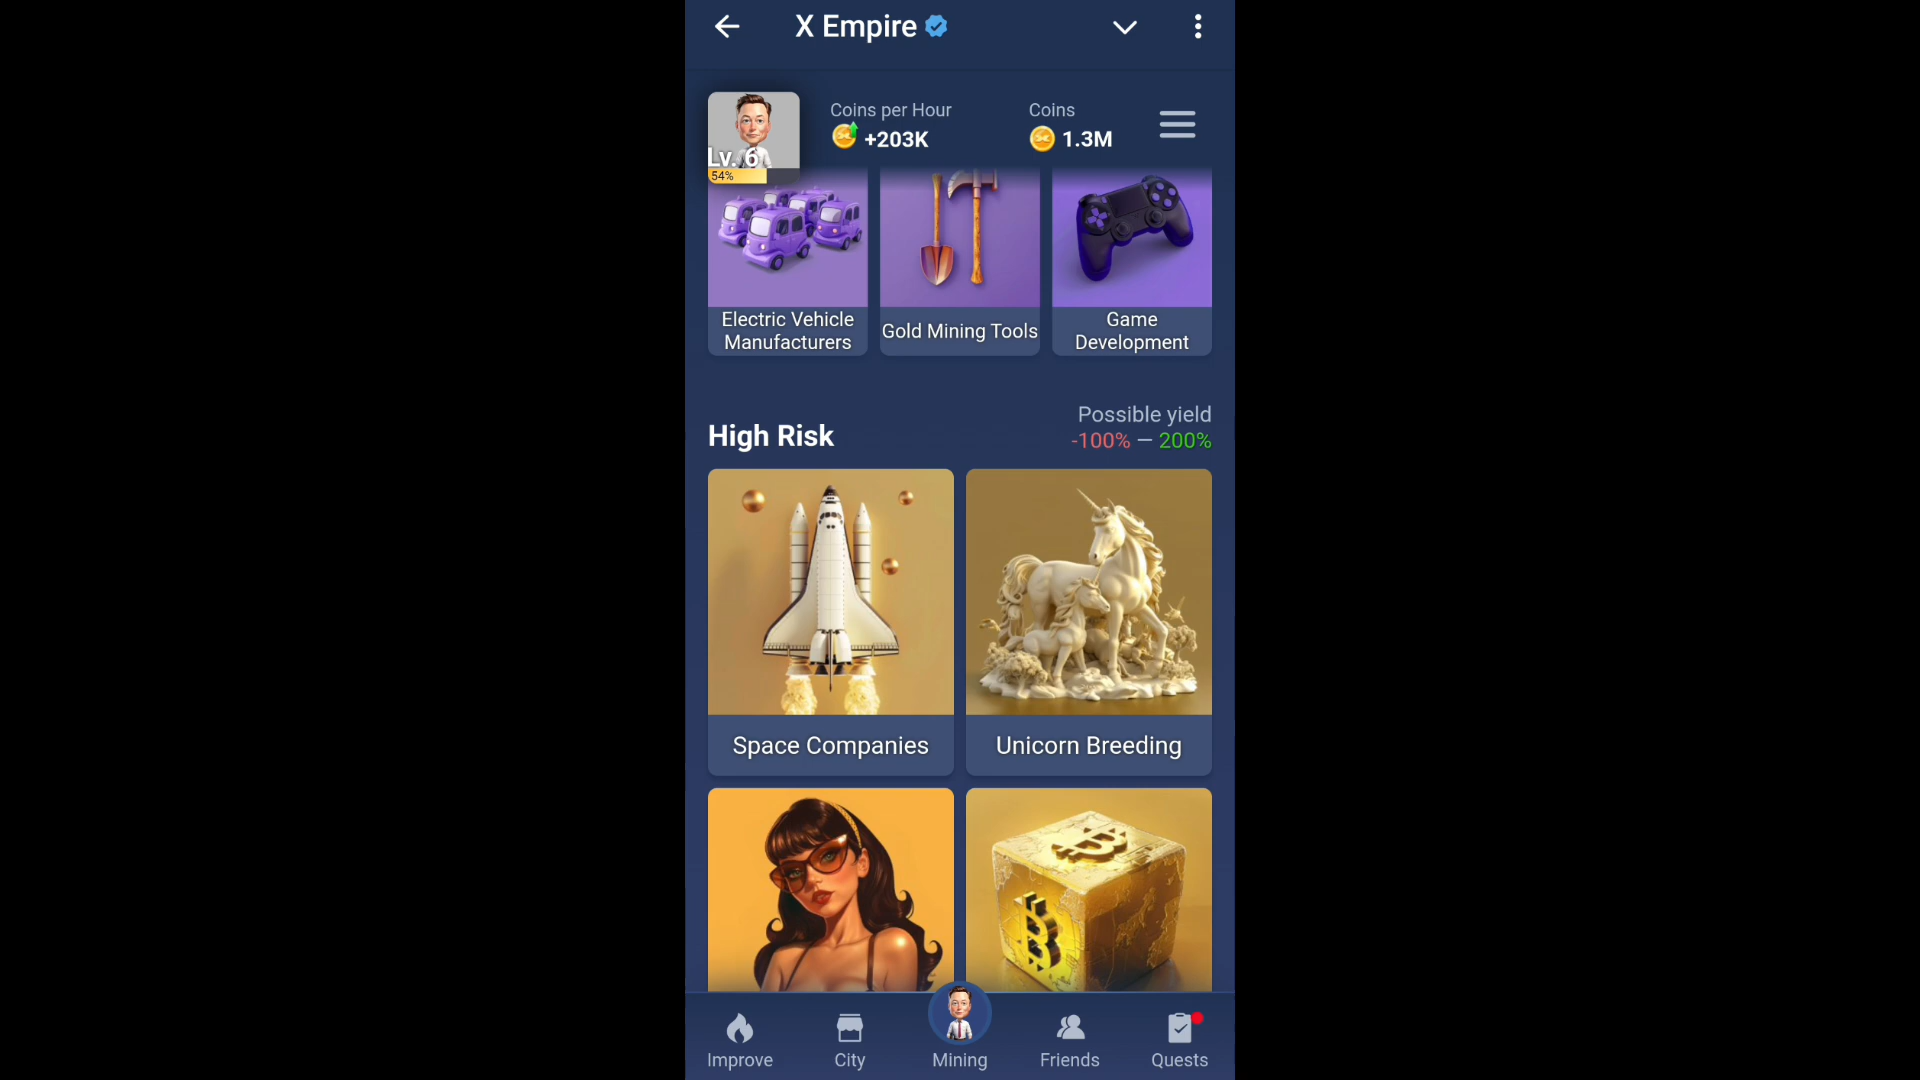 X Empire
Coins per Hour
+203K
Coins
1.3M
Lv. 6
54%
Electric Vehicle
Manufacturers
Gold Mining Tools
Game
Development
High Risk
Possible yield
-100% — 200%
Space Companies
Unicorn Breeding
Improve
City
Mining
Friends
Quests